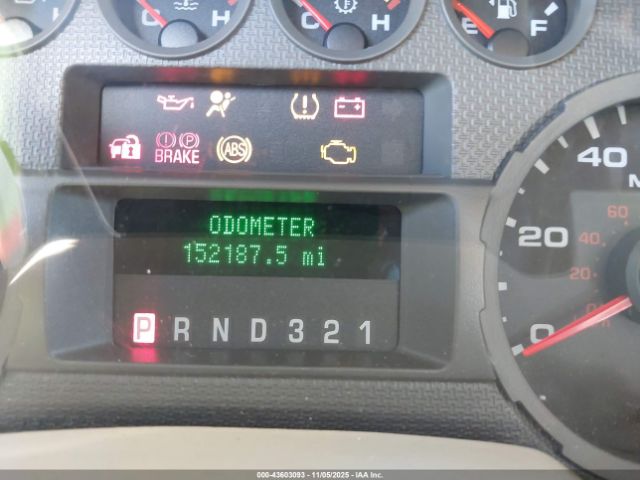 C H C H E F
BRAKE ABS
40
M
60
ODOMETER
20
40
152187.5 mi
20
P R N D 3 2 1
0
000-43603093 - 11/05/2025 - IAA Inc.